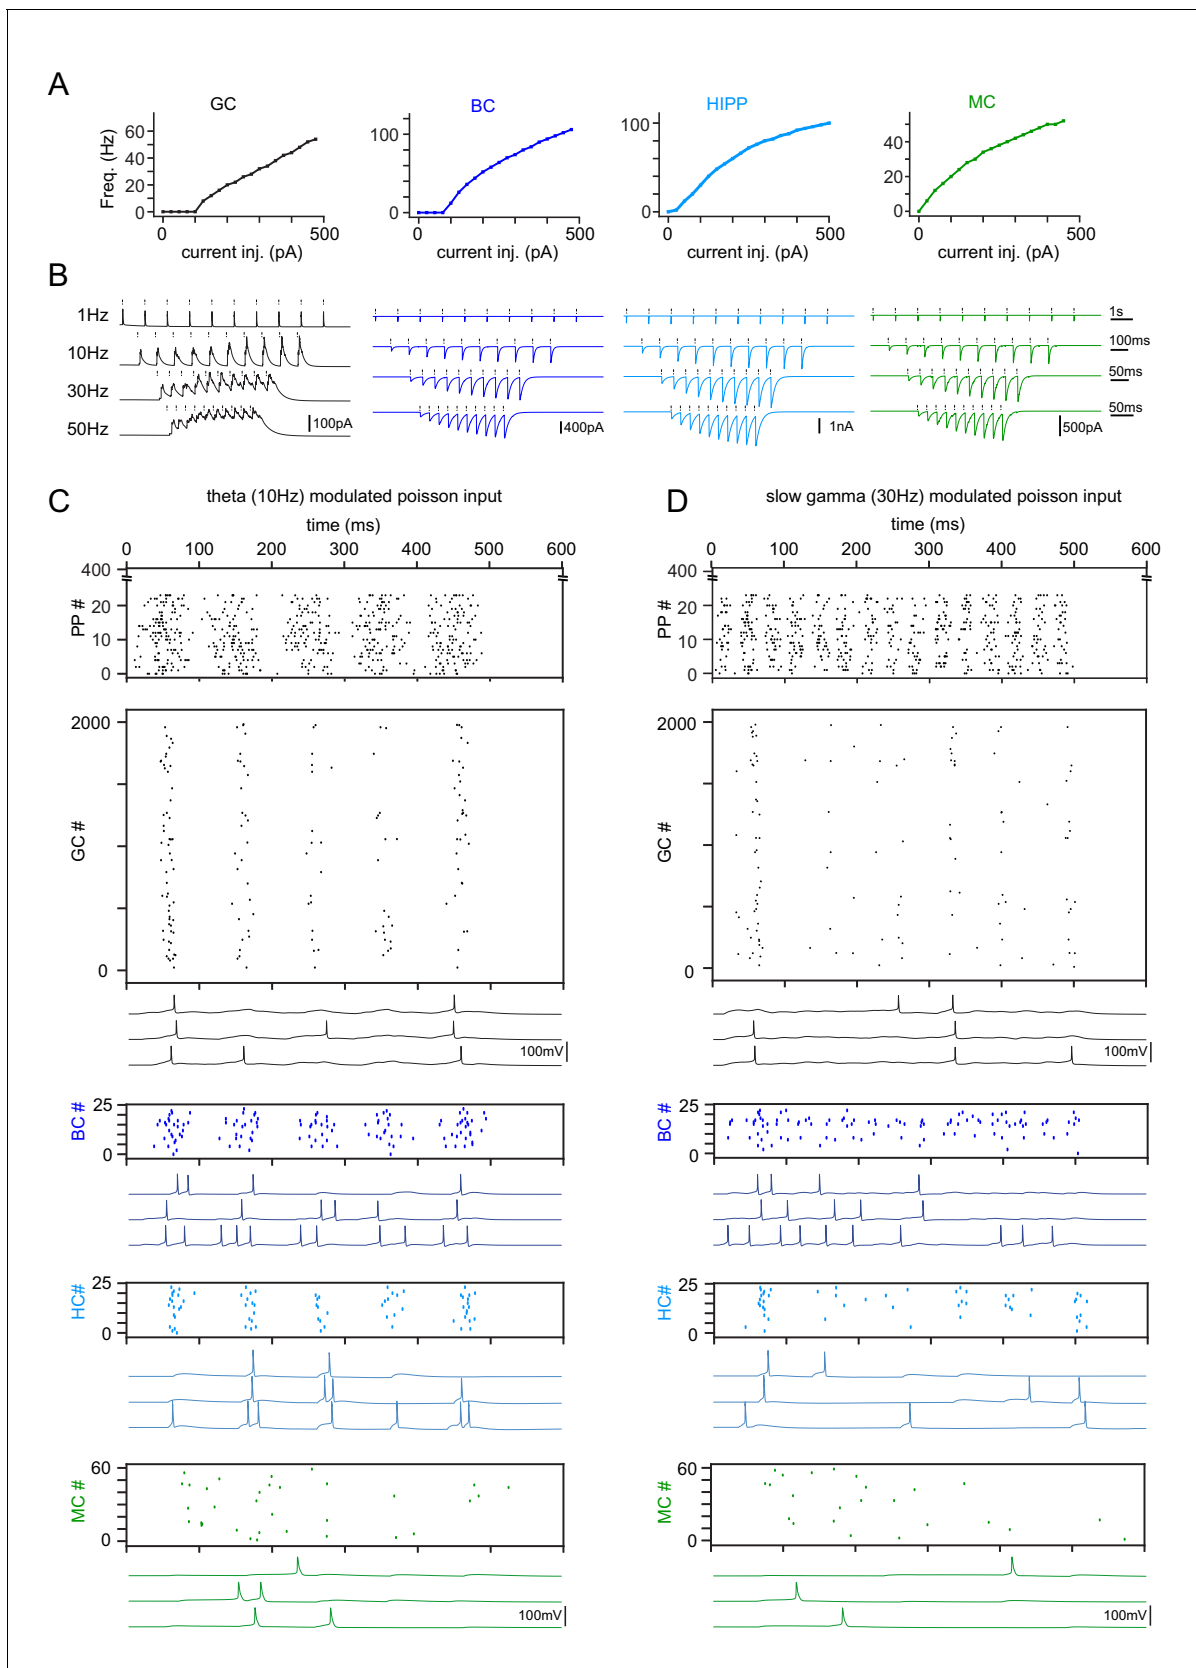 A
GC
BC
HIPP
MC
Freq. (Hz)
60
40
20
0
100
0
100
0
40
20
0
0 500
0 500
0 500
0 500
current inj. (pA)
current inj. (pA)
current inj. (pA)
current inj. (pA)
B
1Hz
10Hz
30Hz
50Hz
1s
100ms
50ms
50ms
100pA
400pA
1nA
500pA
C
theta (10Hz) modulated poisson input
time (ms)
0 100 200 300 400 500 600
400
20
10
0
PP #
2000
0
GC #
100mV
25
0
BC #
25
0
HC#
60
0
MC #
100mV
D
slow gamma (30Hz) modulated poisson input
time (ms)
0 100 200 300 400 500 600
400
20
10
0
PP #
2000
0
GC #
100mV
25
0
BC #
25
0
HC#
60
0
MC #
100mV